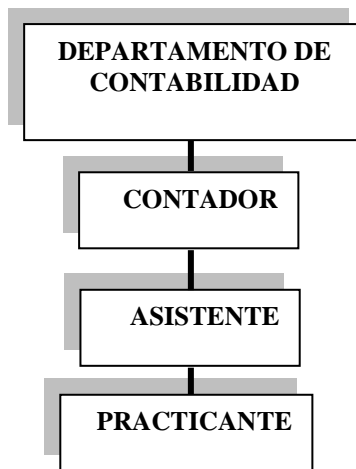 DEPARTAMENTO DE
CONTABILIDAD
CONTADOR
ASISTENTE
PRACTICANTE